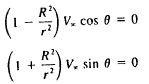 (1 − R²/r²) V∞ cos θ = 0
(1 + R²/r²) V∞ sin θ = 0